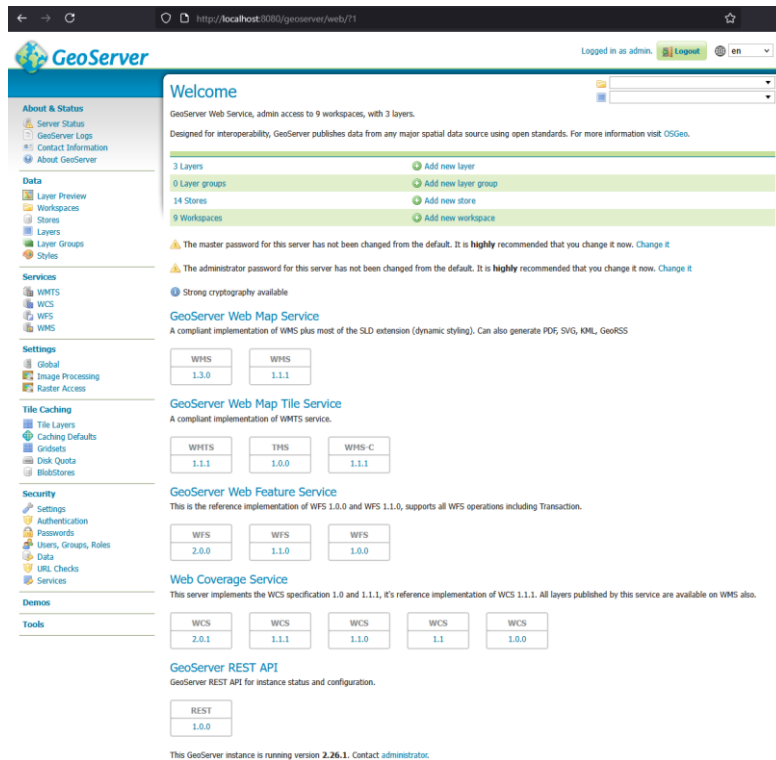 http://localhost:8080/geoserver/web/?1
GeoServer
Logged in as admin. Logout en
About & Status
Server Status
GeoServer Logs
Contact Information
About GeoServer
Data
Layer Preview
Workspaces
Stores
Layers
Layer Groups
Styles
Services
WMTS
WCS
WFS
WMS
Settings
Global
Image Processing
Raster Access
Tile Caching
Tile Layers
Caching Defaults
Gridsets
Disk Quota
BlobStores
Security
Settings
Authentication
Passwords
Users, Groups, Roles
Data
URL Checks
Services
Demos
Tools
Welcome
GeoServer Web Service, admin access to 9 workspaces, with 3 layers.
Designed for interoperability, GeoServer publishes data from any major spatial data source using open standards. For more information visit OSGeo.
3 Layers Add new layer
0 Layer groups Add new layer group
14 Stores Add new store
9 Workspaces Add new workspace
The master password for this server has not been changed from the default. It is highly recommended that you change it now. Change it
The administrator password for this server has not been changed from the default. It is highly recommended that you change it now. Change it
Strong cryptography available
GeoServer Web Map Service
A compliant implementation of WMS plus most of the SLD extension (dynamic styling). Can also generate PDF, SVG, KML, GeoRSS
WMS WMS
1.3.0 1.1.1
GeoServer Web Map Tile Service
A compliant implementation of WMTS service.
WMTS TMS WMS-C
1.1.1 1.0.0 1.1.1
GeoServer Web Feature Service
This is the reference implementation of WFS 1.0.0 and WFS 1.1.0, supports all WFS operations including Transaction.
WFS WFS WFS
2.0.0 1.1.0 1.0.0
Web Coverage Service
This server implements the WCS specification 1.0 and 1.1.1, it's reference implementation of WCS 1.1.1. All layers published by this service are available on WMS also.
WCS WCS WCS WCS WCS
2.0.1 1.1.1 1.1.0 1.1 1.0.0
GeoServer REST API
GeoServer REST API for instance status and configuration.
REST
1.0.0
This GeoServer instance is running version 2.26.1. Contact administrator.